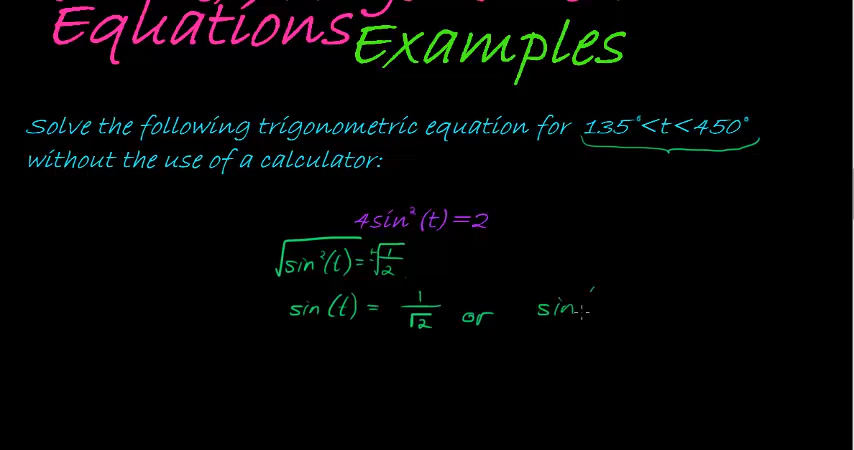 Equations Examples
Solve the following trigonometric equation for 135°<t<450°
without the use of a calculator:
4sin²(t)=2
√sin²(t) = ±√1/2
sin(t) = 1/√2 or sin